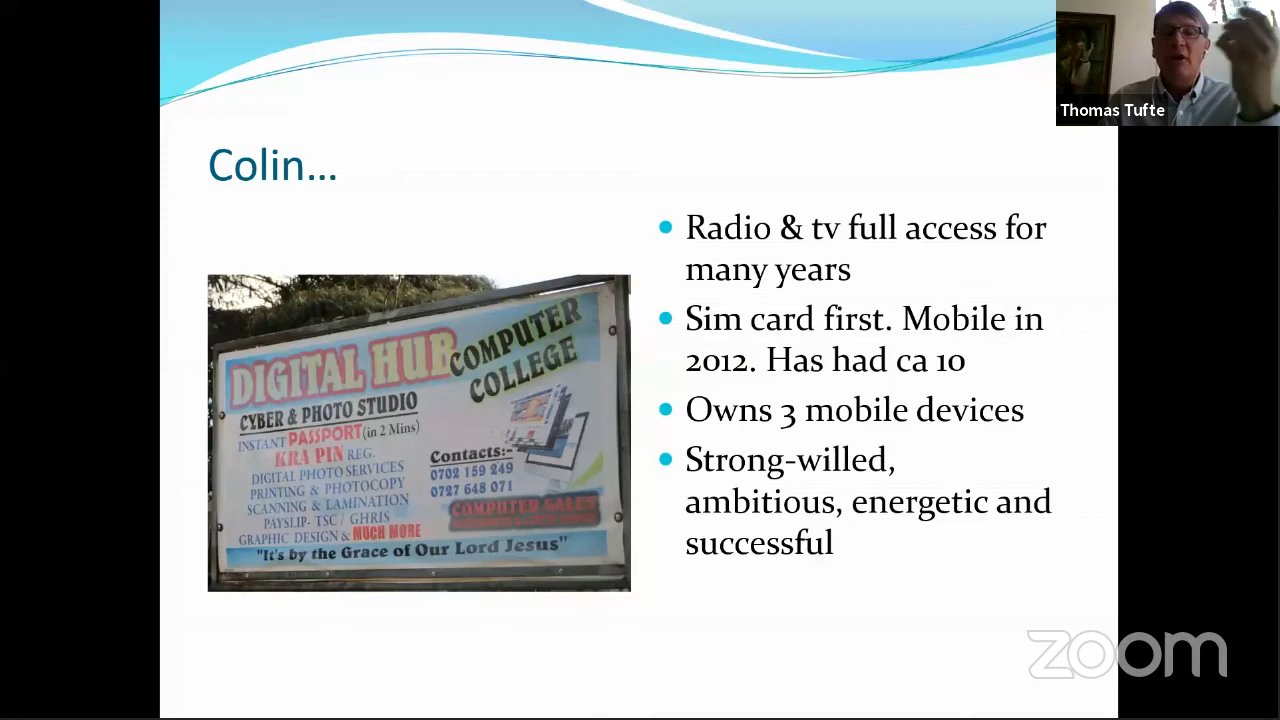 Thomas Tufte
Colin...
Radio & tv full access for
many years
Sim card first. Mobile in
2012. Has had ca 10
Owns 3 mobile devices
Strong-willed,
ambitious, energetic and
successful
DIGITAL HUB
COMPUTER
COLLEGE
CYBER & PHOTO STUDIO
INSTANT PASSPORT (in 2 Mins)
KRA PIN REG.
DIGITAL PHOTO SERVICES
PRINTING & PHOTOCOPY
SCANNING & LAMINATION
PAYSLIP- TSC / GHRIS
GRAPHIC DESIGN & MUCH MORE
Contacts:-
0702 159 249
0727 648 071
COMPUTER SALES
"It's by the Grace of Our Lord Jesus"
zoom